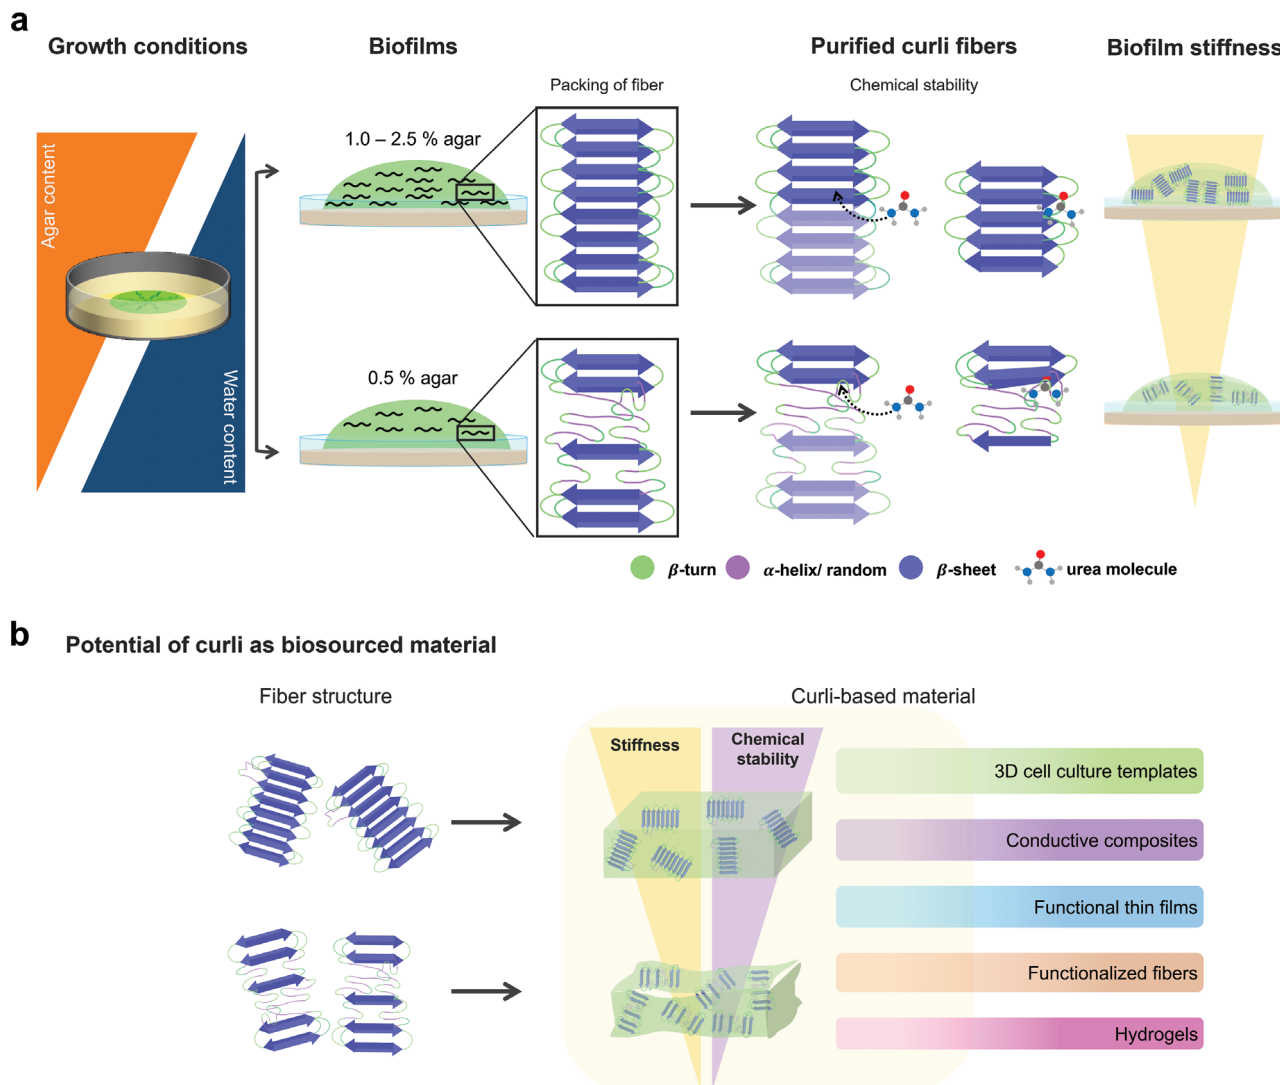 a
Growth conditions
Biofilms
Purified curli fibers
Biofilm stiffness
Packing of fiber
Chemical stability
Agar content
Water content
1.0 – 2.5 % agar
0.5 % agar
β-turn
α-helix/ random
β-sheet
urea molecule
b
Potential of curli as biosourced material
Fiber structure
Curli-based material
Stiffness
Chemical
stability
3D cell culture templates
Conductive composites
Functional thin films
Functionalized fibers
Hydrogels